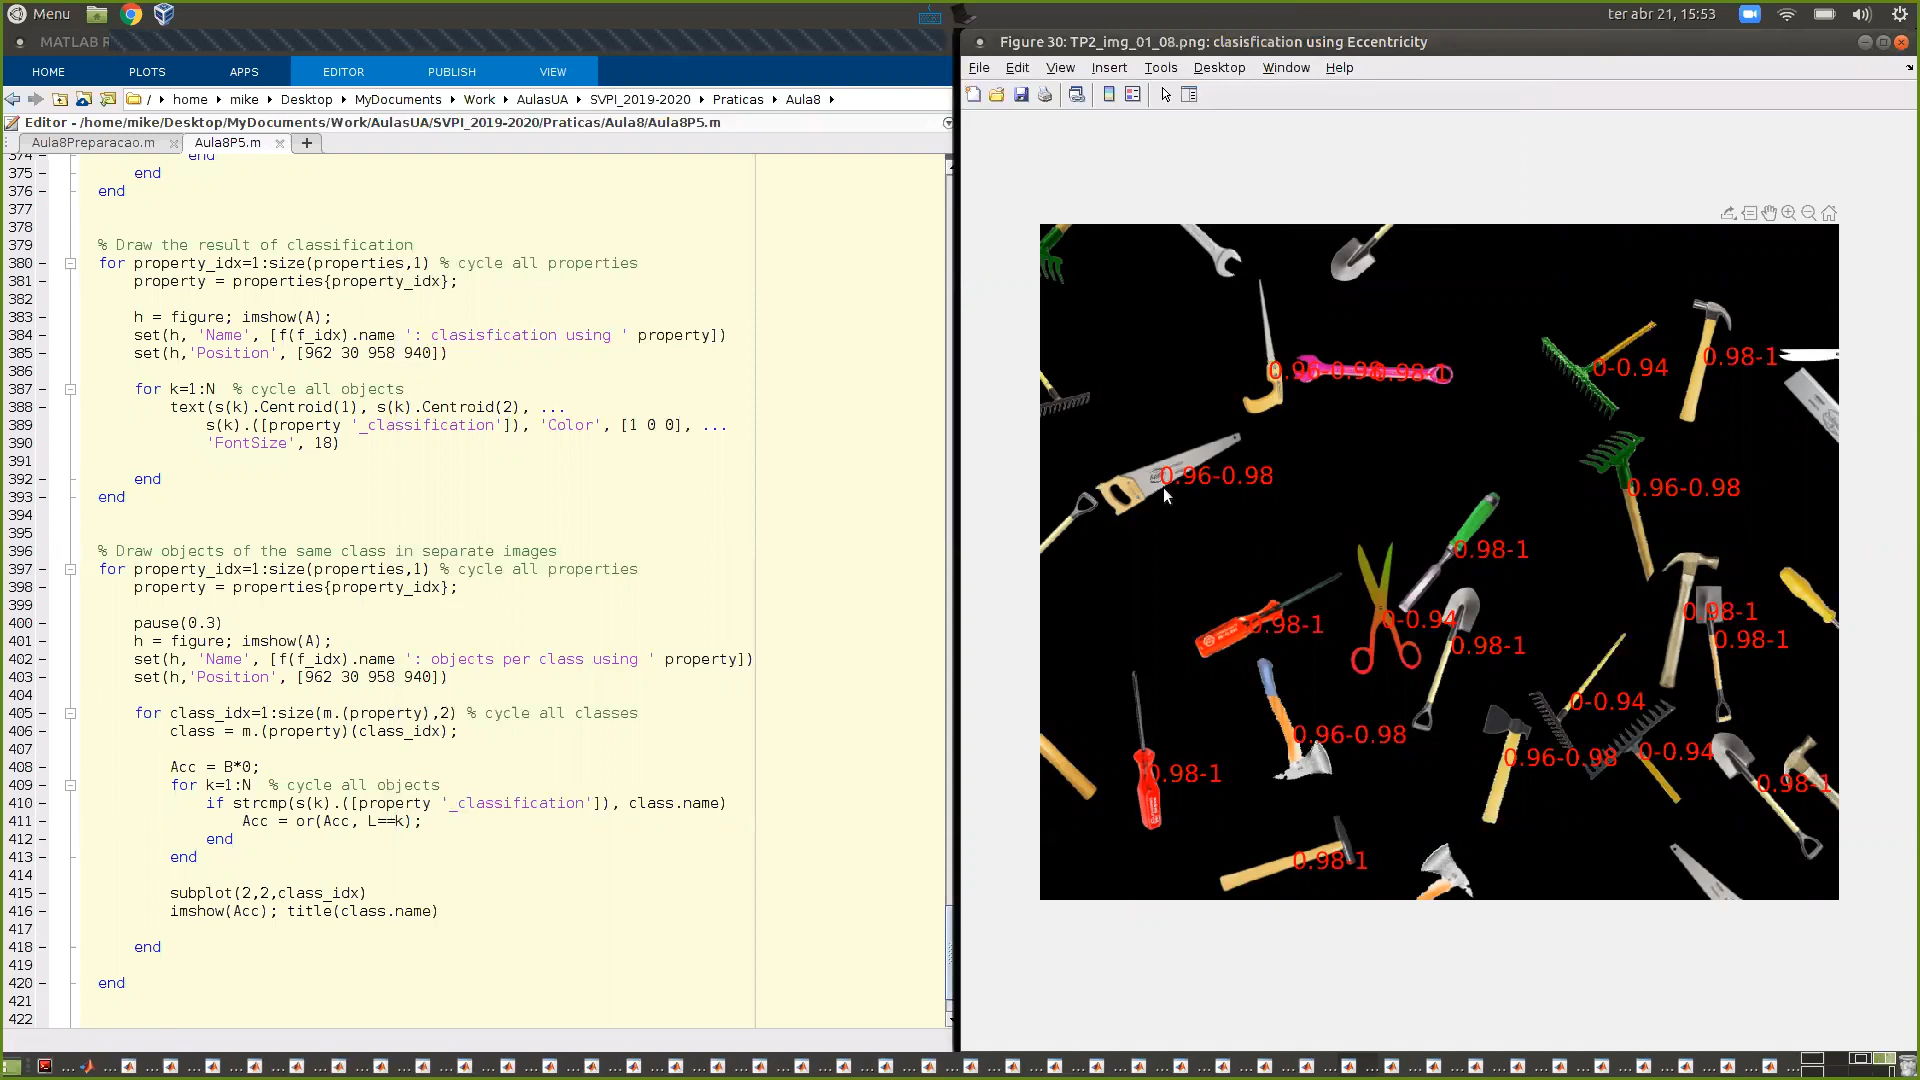 Menu
ter abr 21, 15:53
MATLAB R
HOME PLOTS APPS EDITOR PUBLISH VIEW
/ home Desktop MyDocuments Work AulasUA SVPI_2019-2020 Praticas Aula8
Editor - /home/mike/Desktop/MyDocuments/Work/AulasUA/SVPI_2019-2020/Praticas/Aula8/Aula8P5.m
Aula8Preparacao.m Aula8P5.m +
374 end
375 end
376 end
377
378
379 % Draw the result of classification
380 for property_idx=1:size(properties,1) % cycle all properties
381 property = properties{property_idx};
382
383 h = figure; imshow(A);
384 set(h, 'Name', [f(f_idx).name ': clasisfication using ' property])
385 set(h,'Position', [962 30 958 940])
386
387 for k=1:N % cycle all objects
388 text(s(k).Centroid(1), s(k).Centroid(2), ...
389 s(k).([property '_classification']), 'Color', [1 0 0], ...
390 'FontSize', 18)
391
392 end
393 end
394
395
396 % Draw objects of the same class in separate images
397 for property_idx=1:size(properties,1) % cycle all properties
398 property = properties{property_idx};
399
400 pause(0.3)
401 h = figure; imshow(A);
402 set(h, 'Name', [f(f_idx).name ': objects per class using ' property])
403 set(h,'Position', [962 30 958 940])
404
405 for class_idx=1:size(m.(property),2) % cycle all classes
406 class = m.(property)(class_idx);
407
408 Acc = B*0;
409 for k=1:N % cycle all objects
410 if strcmp(s(k).([property '_classification']), class.name)
411 Acc = or(Acc, L==k);
412 end
413 end
414
415 subplot(2,2,class_idx)
416 imshow(Acc); title(class.name)
417
418 end
419
420 end
421
422
Figure 30: TP2_img_01_08.png: clasisfication using Eccentricity
File Edit View Insert Tools Desktop Window Help
0.98-1
0-0.94
0.96-0.98
0.98-1
0.96-0.98
0.96-0.98
0.98-1
0.98-1
0-0.94
0.98-1
0.98-1
0.98-1
0-0.94
0.96-0.98
0-0.94
0.96-0.98
0.98-1
0.98-1
0.98-1